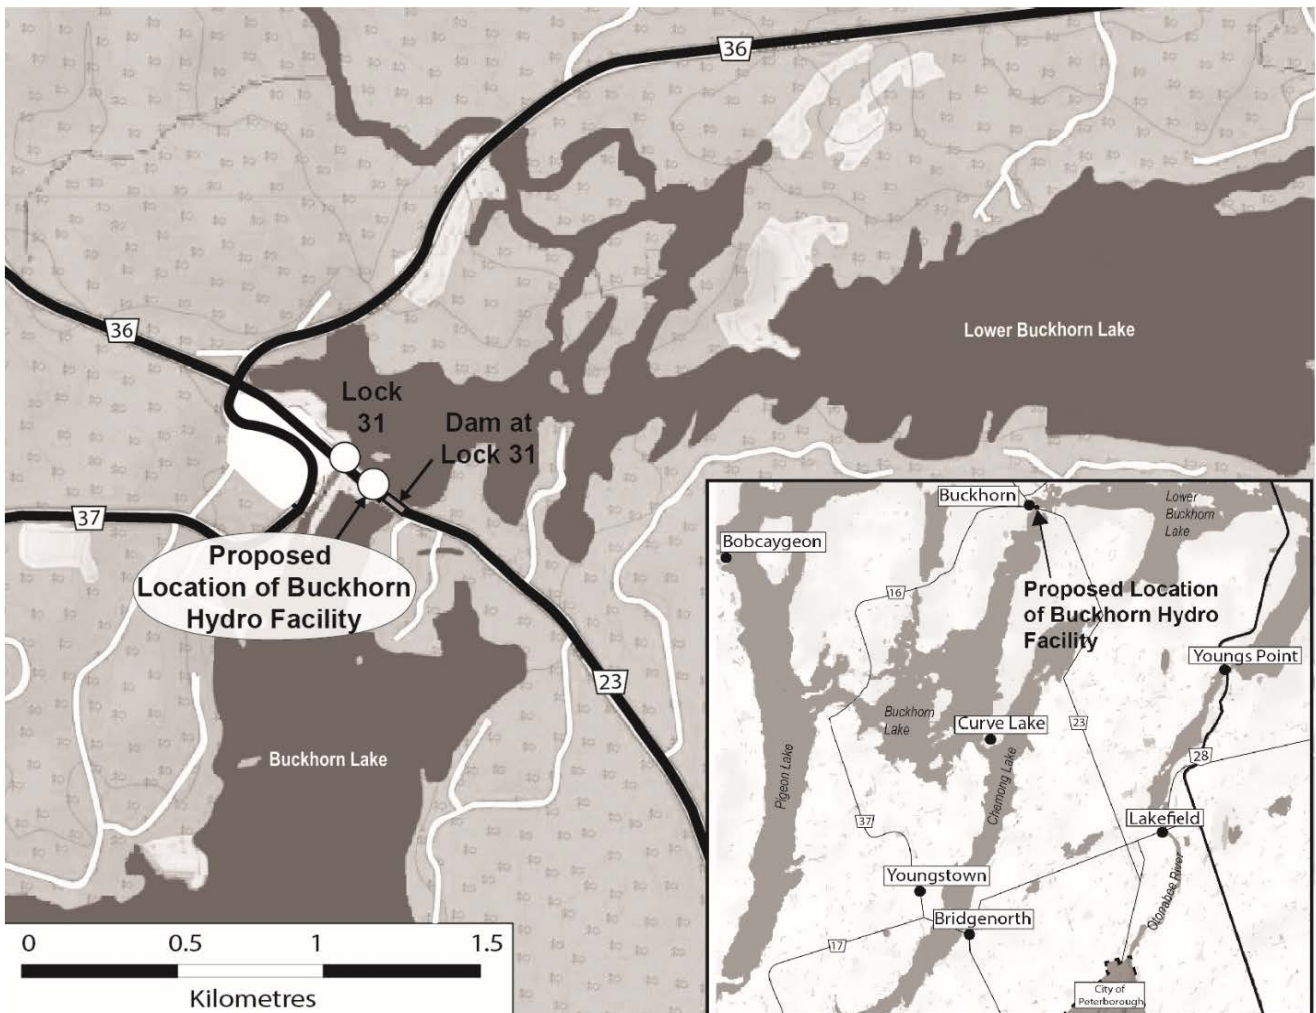 36
36
Lower Buckhorn Lake
Lock
31
Dam at
Lock 31
37
Proposed
Location of Buckhorn
Hydro Facility
23
Buckhorn Lake
0 0.5 1 1.5
Kilometres
Buckhorn
Lower
Buckhorn
Lake
Bobcaygeon
16
Proposed Location
of Buckhorn Hydro
Facility
Youngs Point
Buckhorn
Lake
Curve Lake
23
28
Pigeon Lake
Chemong Lake
37
Lakefield
Youngstown
Otonabee River
Bridgenorth
17
City of
Peterborough